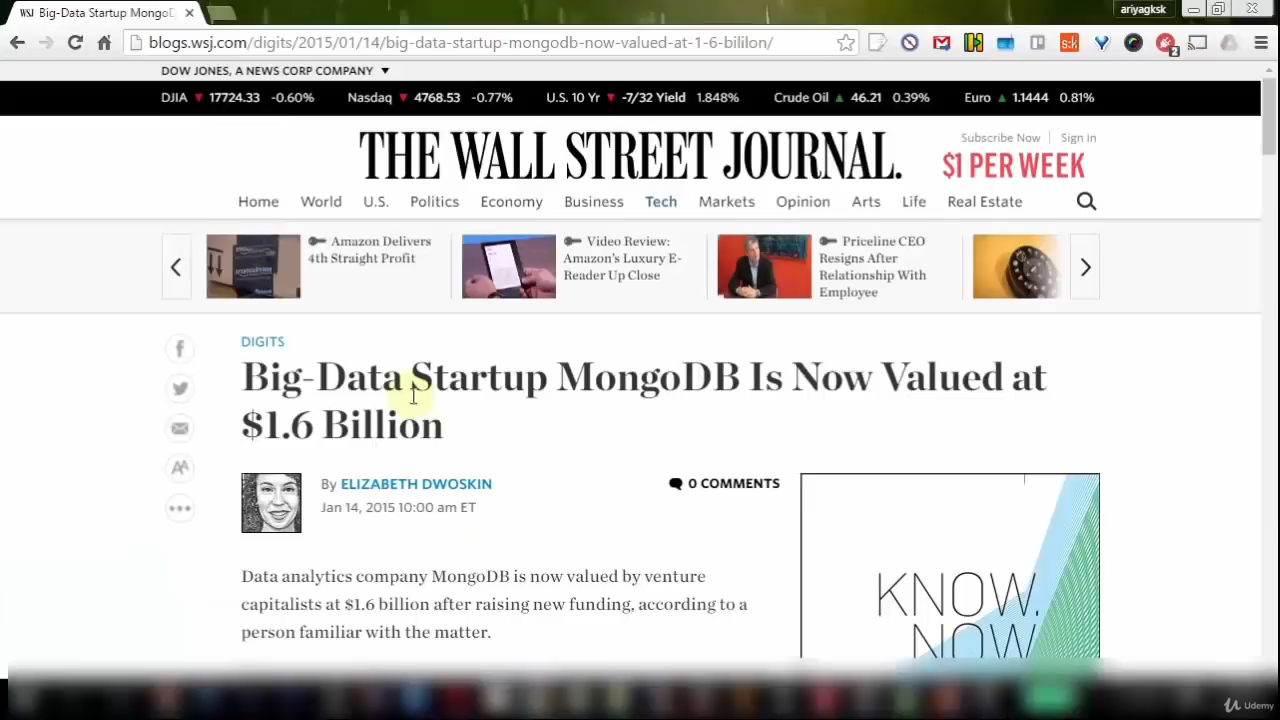 WSJ Big-Data Startup MongoD
ariyagksk
blogs.wsj.com/digits/2015/01/14/big-data-startup-mongodb-now-valued-at-1-6-bililon/
2
DOW JONES, A NEWS CORP COMPANY
DJIA 17724.33 -0.60% Nasdaq 4768.53 -0.77% U.S. 10 Yr -7/32 Yield 1.848% Crude Oil 46.21 0.39% Euro 1.1444 0.81%
THE WALL STREET JOURNAL.
Subscribe Now Sign In
$1 PER WEEK
Home World U.S. Politics Economy Business Tech Markets Opinion Arts Life Real Estate
Amazon Delivers
4th Straight Profit
Video Review:
Amazon's Luxury E-
Reader Up Close
Priceline CEO
Resigns After
Relationship With
Employee
DIGITS
Big-Data Startup MongoDB Is Now Valued at
$1.6 Billion
By ELIZABETH DWOSKIN
0 COMMENTS
Jan 14, 2015 10:00 am ET
Data analytics company MongoDB is now valued by venture
capitalists at $1.6 billion after raising new funding, according to a
person familiar with the matter.
KNOW.
NOW.
Udemy